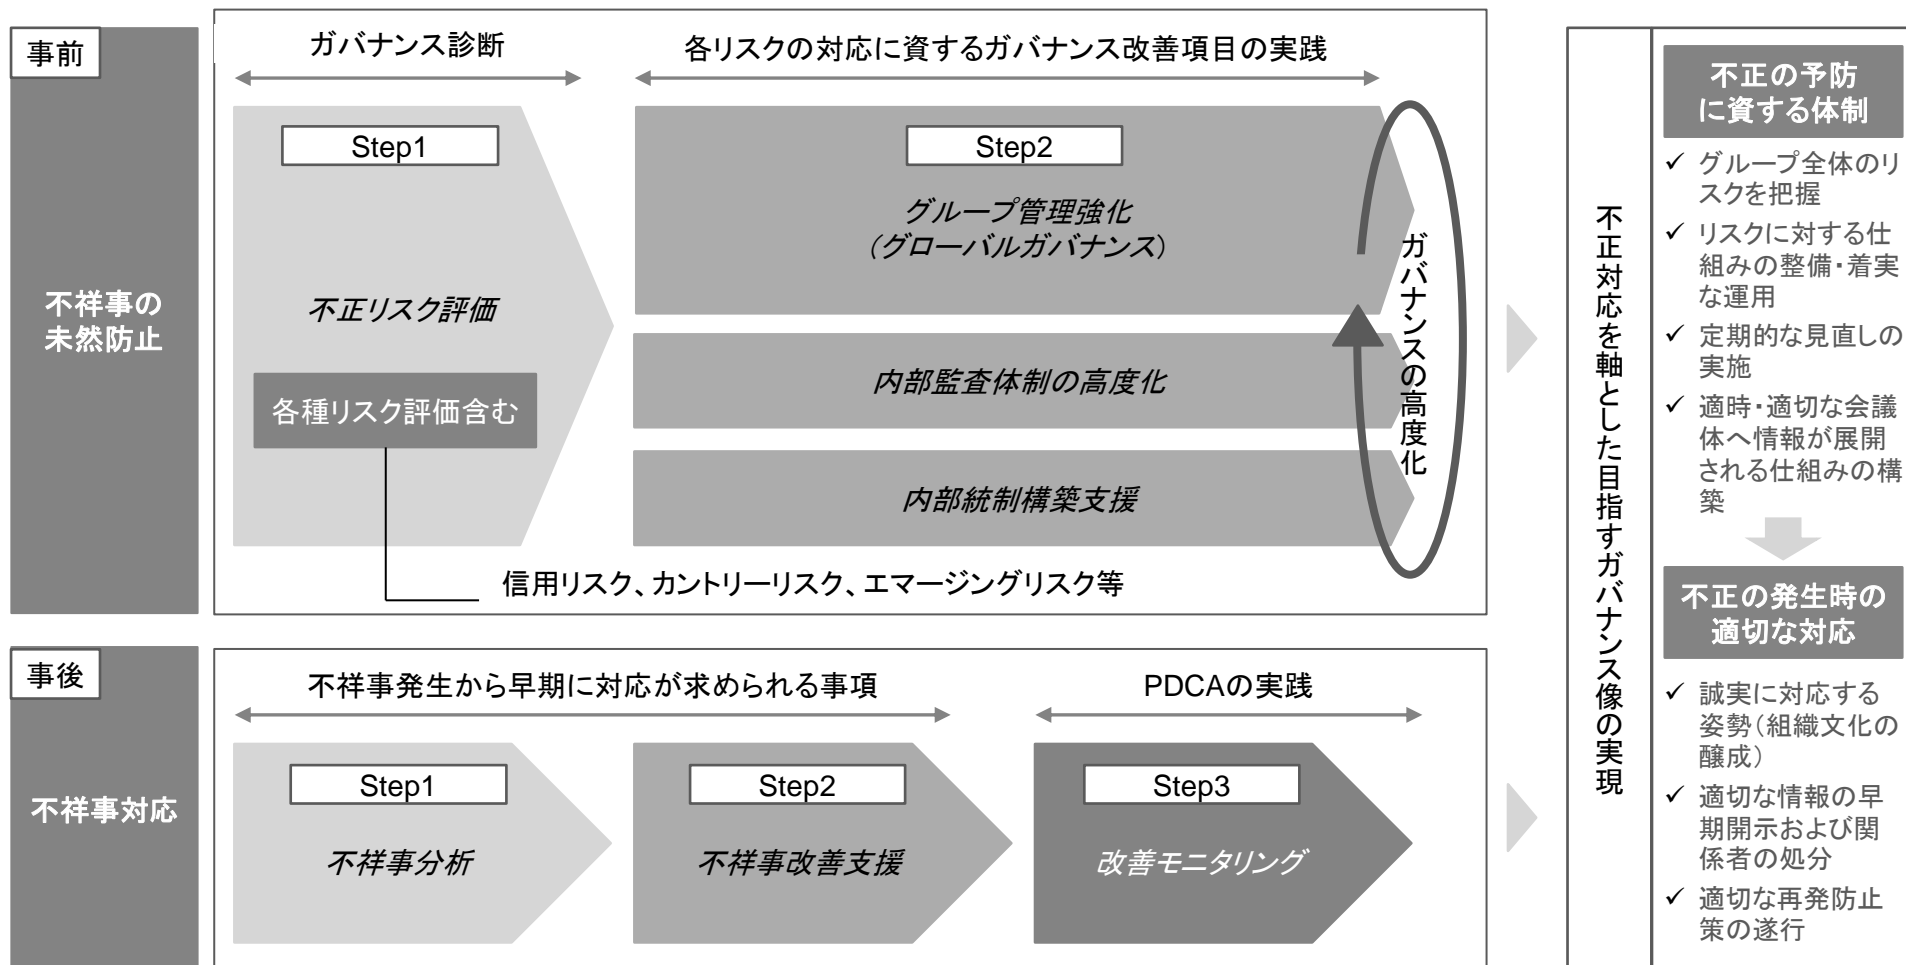 事前
不祥事の
未然防止
ガバナンス診断
各リスクの対応に資するガバナンス改善項目の実践
Step1
不正リスク評価
各種リスク評価含む
Step2
グループ管理強化
（グローバルガバナンス）
内部監査体制の高度化
内部統制構築支援
ガバナンスの高度化
信用リスク、カントリーリスク、エマージングリスク等
事後
不祥事対応
不祥事発生から早期に対応が求められる事項
PDCAの実践
Step1
不祥事分析
Step2
不祥事改善支援
Step3
改善モニタリング
不正対応を軸とした目指すガバナンス像の実現
不正の予防
に資する体制
✓ グループ全体のリ
スクを把握
✓ リスクに対する仕
組みの整備・着実
な運用
✓ 定期的な見直しの
実施
✓ 適時・適切な会議
体へ情報が展開
される仕組みの構
築
不正の発生時の
適切な対応
✓ 誠実に対応する
姿勢（組織文化の
醸成）
✓ 適切な情報の早
期開示および関
係者の処分
✓ 適切な再発防止
策の遂行